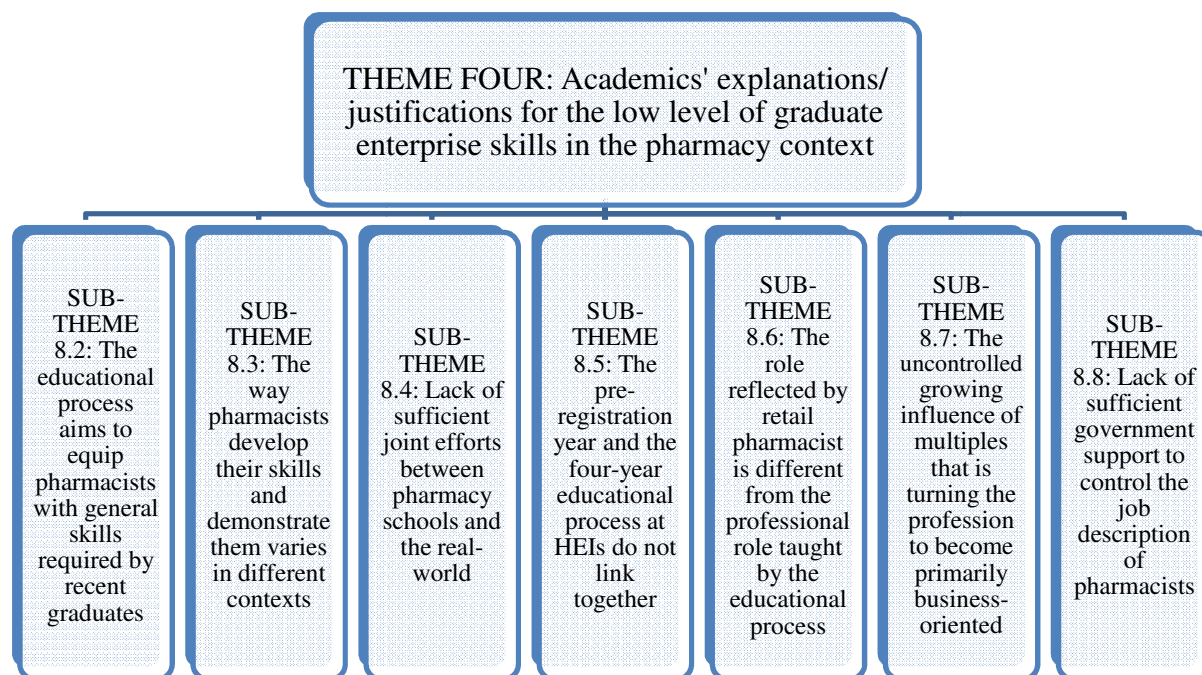 THEME FOUR: Academics' explanations/
justifications for the low level of graduate
enterprise skills in the pharmacy context
SUB-
THEME
8.2: The
educational
process
aims to
equip
pharmacists
with general
skills
required by
recent
graduates
SUB-
THEME
8.3: The
way
pharmacists
develop
their skills
and
demonstrate
them varies
in different
contexts
SUB-
THEME
8.4: Lack of
sufficient
joint efforts
between
pharmacy
schools and
the real-
world
SUB-
THEME
8.5: The
pre-
registration
year and the
four-year
educational
process at
HEIs do not
link
together
SUB-
THEME
8.6: The
role
reflected by
retail
pharmacist
is different
from the
professional
role taught
by the
educational
process
SUB-
THEME
8.7: The
uncontrolled
growing
influence of
multiples
that is
turning the
profession
to become
primarily
business-
oriented
SUB-
THEME
8.8: Lack of
sufficient
government
support to
control the
job
description
of
pharmacists